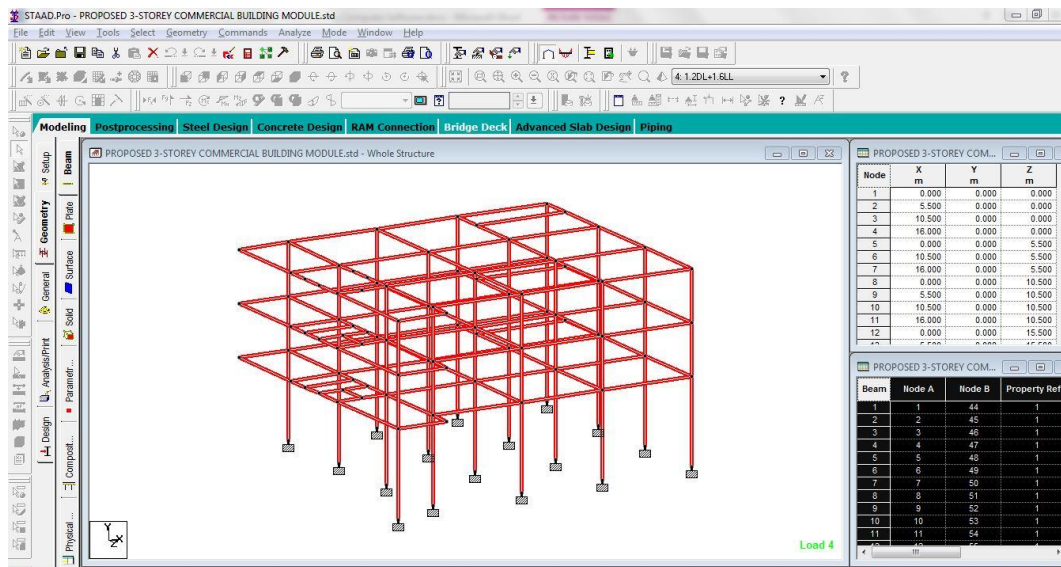 STAAD.Pro - PROPOSED 3-STOREY COMMERCIAL BUILDING MODULE.std
File Edit View Tools Select Geometry Commands Analyze Mode Window Help
4: 1.2DL+1.6LL
Modeling Postprocessing Steel Design Concrete Design RAM Connection Bridge Deck Advanced Slab Design Piping
Setup
Geometry
General
Analysis/Print
Design
Beam
Plate
Surface
Solid
Parametr...
Composit...
Physical ...
PROPOSED 3-STOREY COMMERCIAL BUILDING MODULE.std - Whole Structure
Y
X
Z
Load 4
PROPOSED 3-STOREY COM...
Node X m Y m Z m
1 0.000 0.000 0.000
2 5.500 0.000 0.000
3 10.500 0.000 0.000
4 16.000 0.000 0.000
5 0.000 0.000 5.500
6 10.500 0.000 5.500
7 16.000 0.000 5.500
8 0.000 0.000 10.500
9 5.500 0.000 10.500
10 10.500 0.000 10.500
11 16.000 0.000 10.500
12 0.000 0.000 15.500
PROPOSED 3-STOREY COM...
Beam Node A Node B Property Ref
1 1 44 1
2 2 45 1
3 3 46 1
4 4 47 1
5 5 48 1
6 6 49 1
7 7 50 1
8 8 51 1
9 9 52 1
10 10 53 1
11 11 54 1